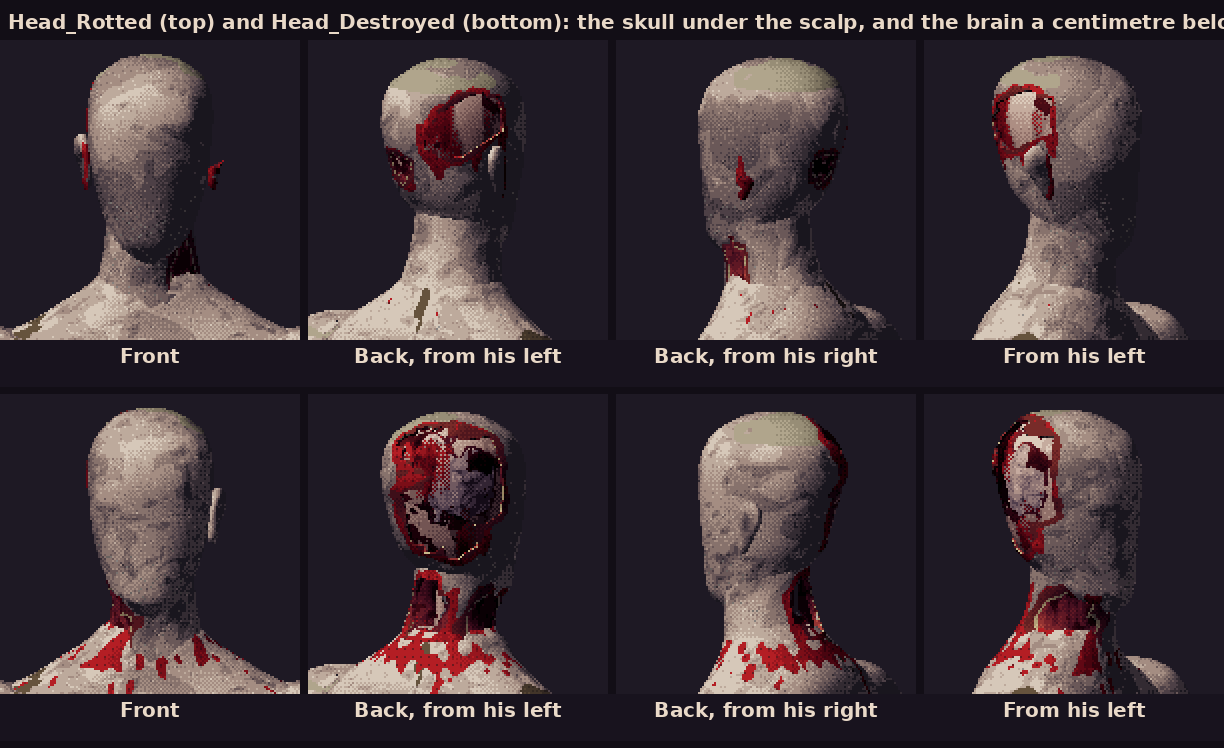 Head_Rotted (top) and Head_Destroyed (bottom): the skull under the scalp, and the brain a centimetre
Front
Back, from his left
Back, from his right
From his left
Front
Back, from his left
Back, from his right
From his left